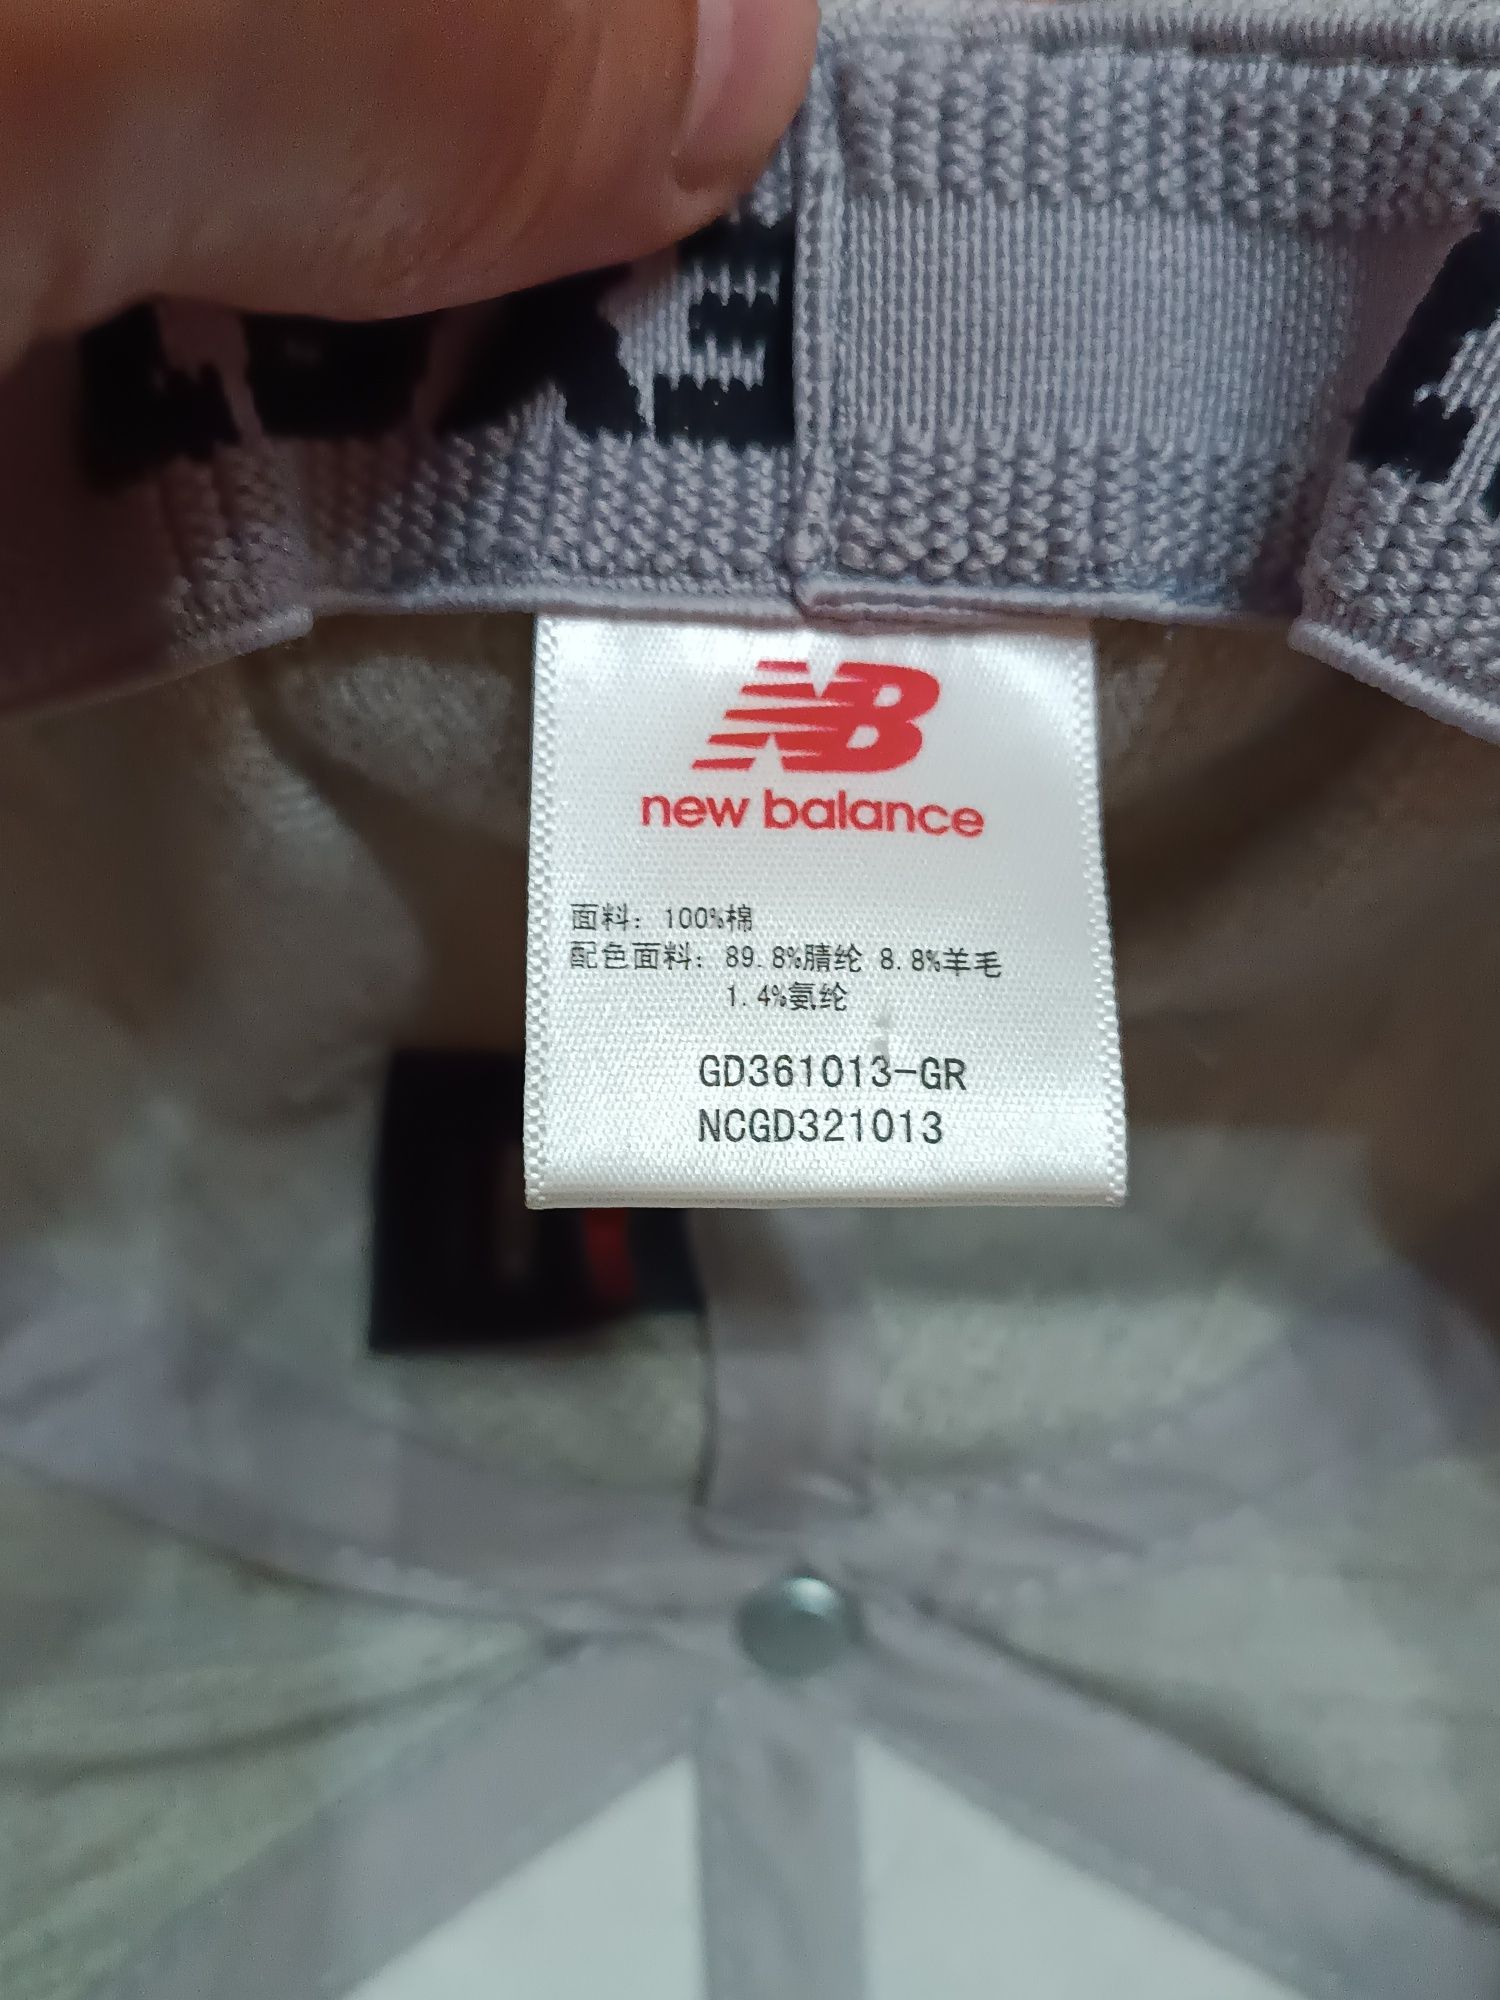 NB
new balance
面料: 100%棉
配色面料: 89.8%腈纶 8.8%羊毛
1.4%氨纶
GD361013-GR
NCGD321013